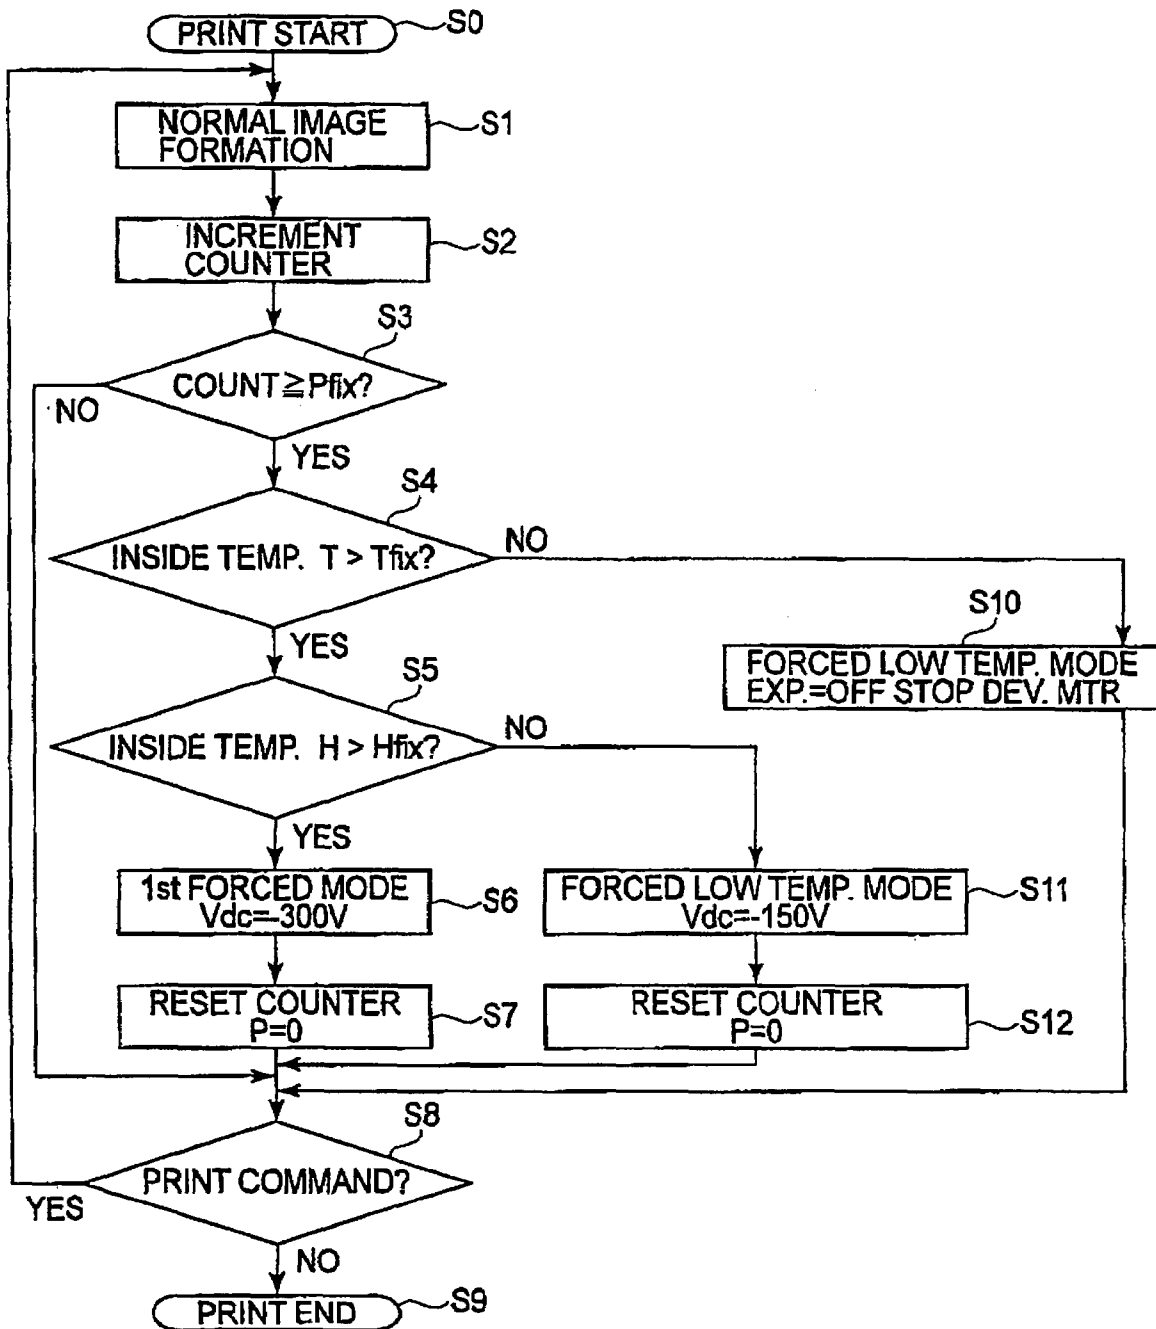 PRINT START
S0
NORMAL IMAGE
FORMATION
S1
INCREMENT
COUNTER
S2
S3
COUNT≧Pfix?
NO
YES
S4
INSIDE TEMP. T > Tfix?
NO
YES
S10
FORCED LOW TEMP. MODE
EXP.=OFF STOP DEV. MTR
S5
INSIDE TEMP. H > Hfix?
NO
YES
1st FORCED MODE
Vdc=-300V
S6
FORCED LOW TEMP. MODE
Vdc=-150V
S11
RESET COUNTER
P=0
S7
RESET COUNTER
P=0
S12
S8
PRINT COMMAND?
YES
NO
PRINT END
S9